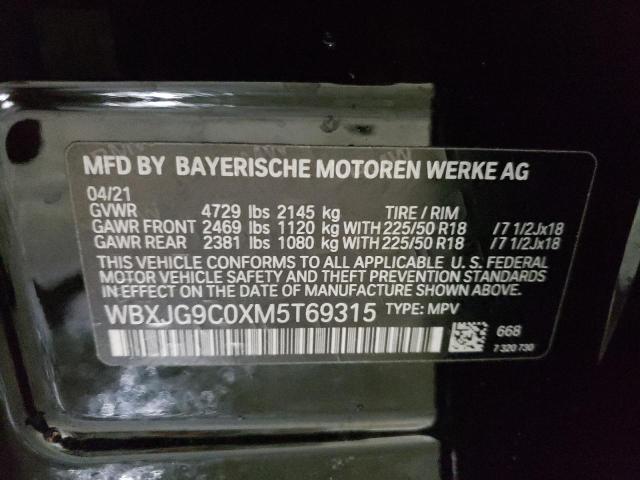 MFD BY BAYERISCHE MOTOREN WERKE AG
04/21
GVWR 4729 lbs 2145 kg TIRE / RIM
GAWR FRONT 2469 lbs 1120 kg WITH 225/50 R18 /7 1/2Jx18
GAWR REAR 2381 lbs 1080 kg WITH 225/50 R18 /7 1/2Jx18
THIS VEHICLE CONFORMS TO ALL APPLICABLE U. S. FEDERAL
MOTOR VEHICLE SAFETY AND THEFT PREVENTION STANDARDS
IN EFFECT ON THE DATE OF MANUFACTURE SHOWN ABOVE.
WBXJG9C0XM5T69315 TYPE: MPV
668
7 320 730